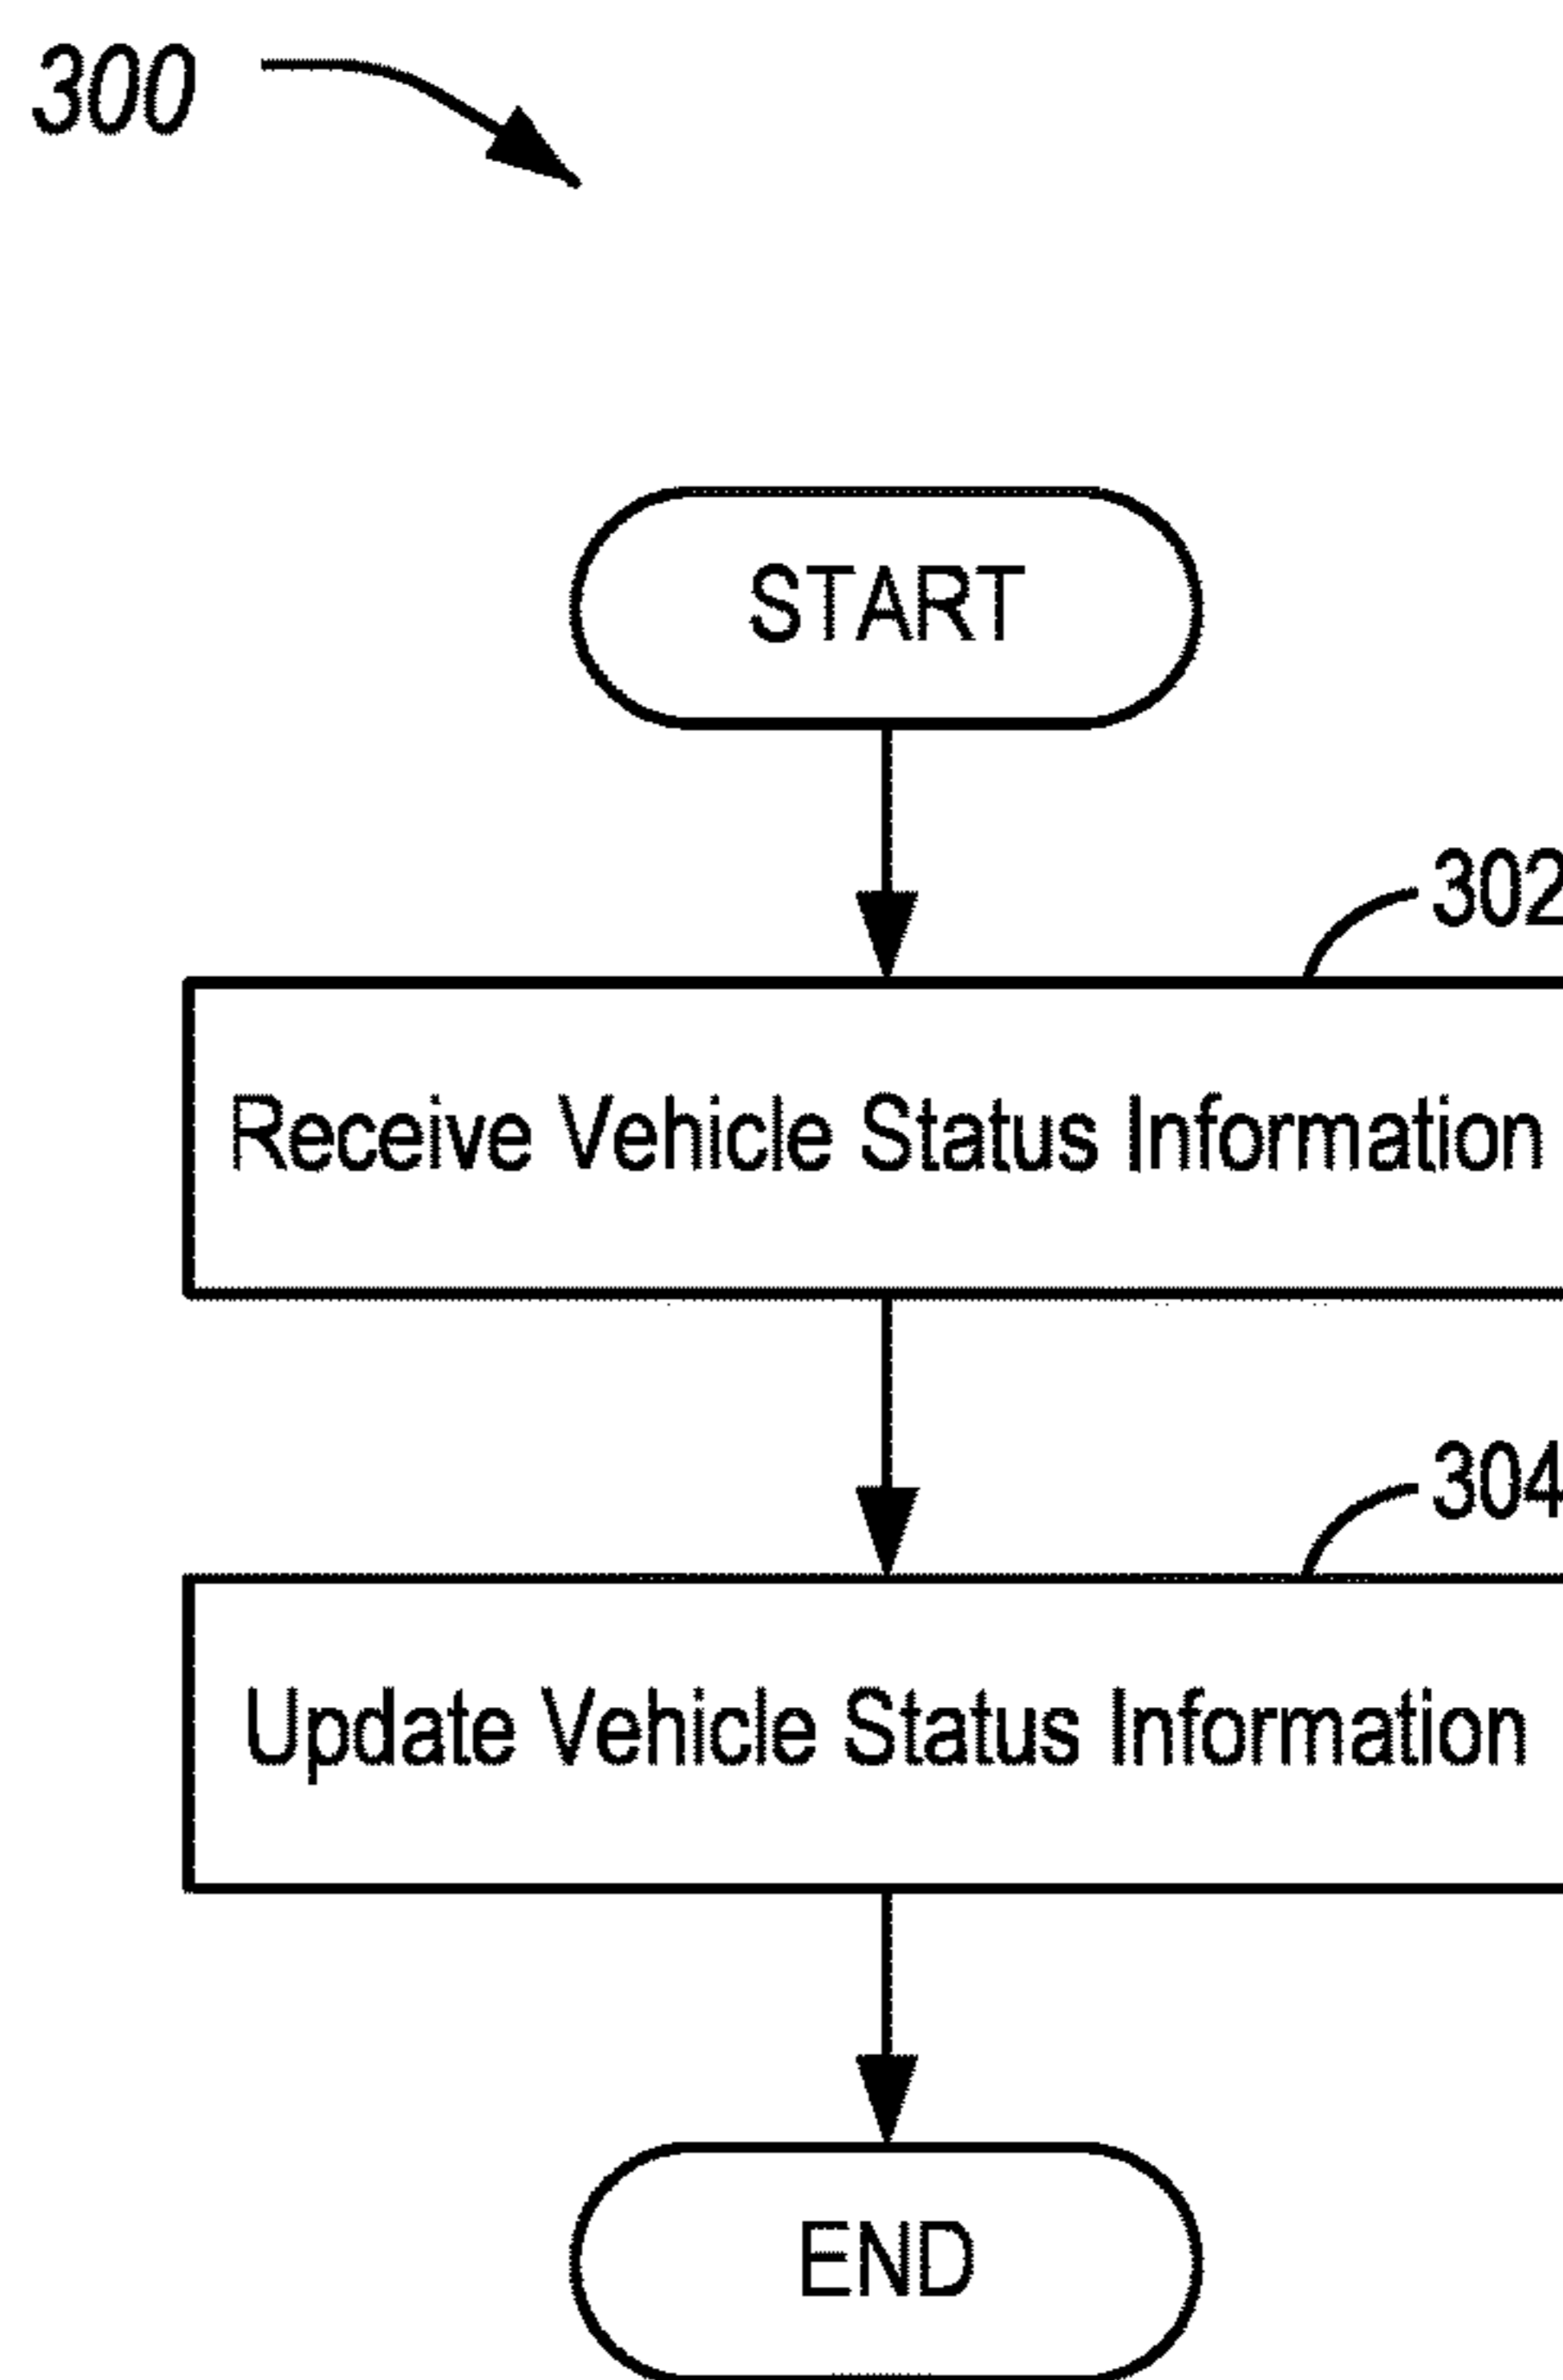 300
START
302
Receive Vehicle Status Information
304
Update Vehicle Status Information
END